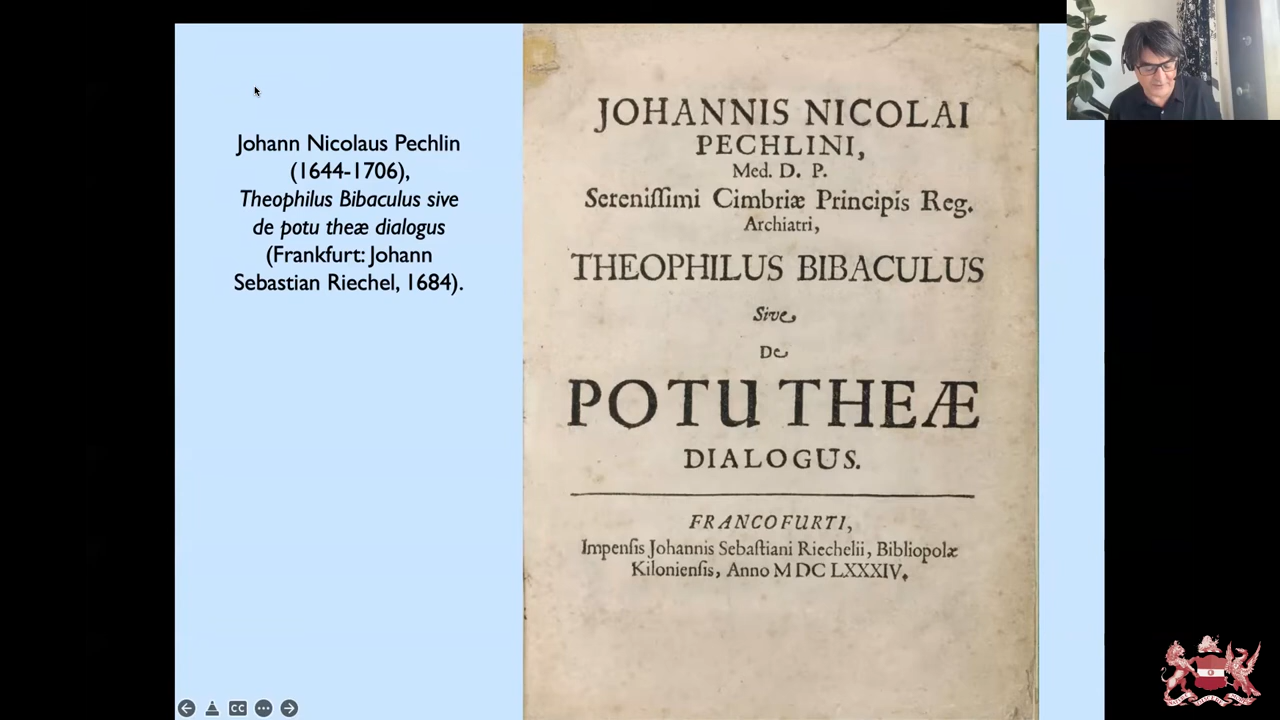 Johann Nicolaus Pechlin
(1644-1706),
Theophilus Bibaculus sive
de potu theæ dialogus
(Frankfurt: Johann
Sebastian Riechel, 1684).
JOHANNIS NICOLAI
PECHLINI,
Med. D. P.
Sereniſſimi Cimbriæ Principis Reg.
Archiatri,
THEOPHILUS BIBACULUS
Sive
De
POTU THEÆ
DIALOGUS.
FRANCOFURTI,
Impenſis Johannis Sebaſtiani Riechelii, Bibliopolæ
Kilonienſis, Anno M DC LXXXIV.
CC